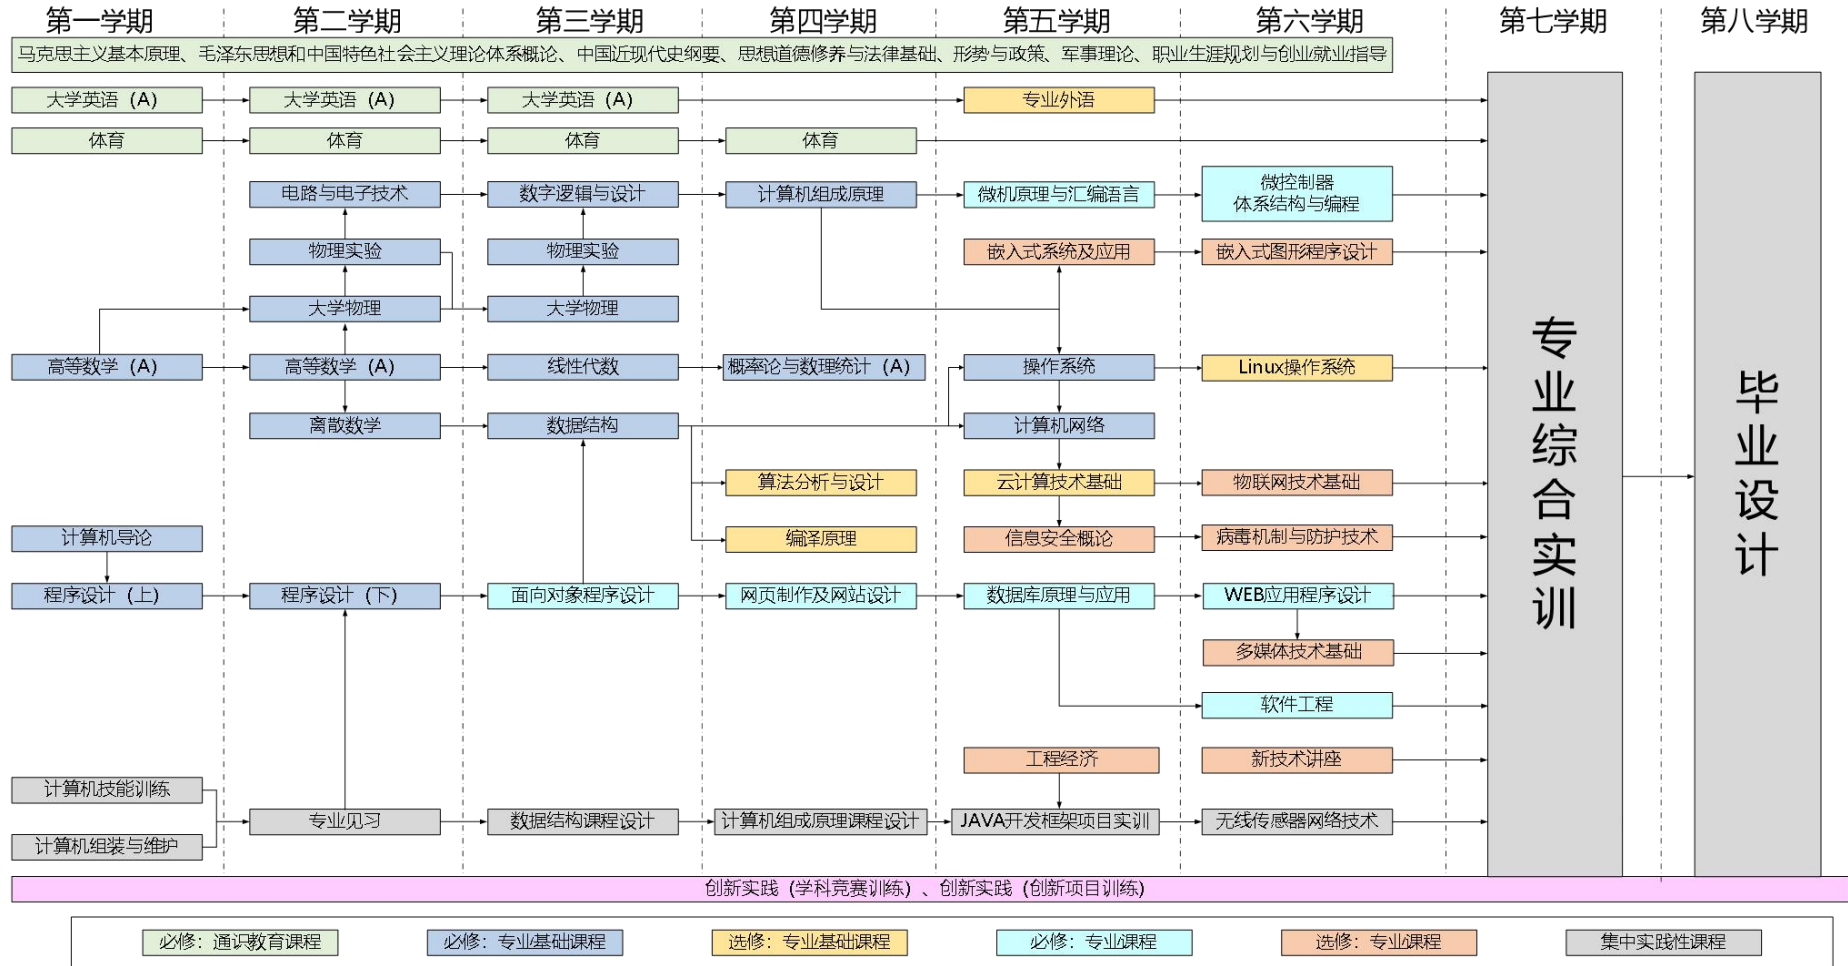 第一学期 第二学期 第三学期 第四学期 第五学期 第六学期 第七学期 第八学期
马克思主义基本原理、毛泽东思想和中国特色社会主义理论体系概论、中国近现代史纲要、思想道德修养与法律基础、形势与政策、军事理论、职业生涯规划与创业就业指导
大学英语（A） 大学英语（A） 大学英语（A） 专业外语
体育 体育 体育 体育
电路与电子技术 数字逻辑与设计 计算机组成原理 微机原理与汇编语言 微控制器
体系结构与编程
物理实验 物理实验 嵌入式系统及应用 嵌入式图形程序设计
大学物理 大学物理
高等数学（A） 高等数学（A） 线性代数 概率论与数理统计（A） 操作系统 Linux操作系统
离散数学 数据结构 计算机网络
算法分析与设计 云计算技术基础 物联网技术基础
计算机导论 编译原理 信息安全概论 病毒机制与防护技术
程序设计（上） 程序设计（下） 面向对象程序设计 网页制作及网站设计 数据库原理与应用 WEB应用程序设计
多媒体技术基础
软件工程
工程经济 新技术讲座
计算机技能训练
专业见习 数据结构课程设计 计算机组成原理课程设计 JAVA开发框架项目实训 无线传感器网络技术
计算机组装与维护
专业综合实训
毕业设计
创新实践（学科竞赛训练）、创新实践（创新项目训练）
必修：通识教育课程 必修：专业基础课程 选修：专业基础课程 必修：专业课程 选修：专业课程 集中实践性课程